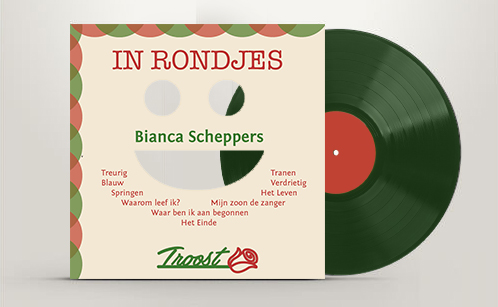 IN RONDJES
Bianca Scheppers
Treurig Tranen
Blauw Verdrietig
Springen Het Leven
Waarom leef ik? Mijn zoon de zanger
Waar ben ik aan begonnen
Het Einde
Troost